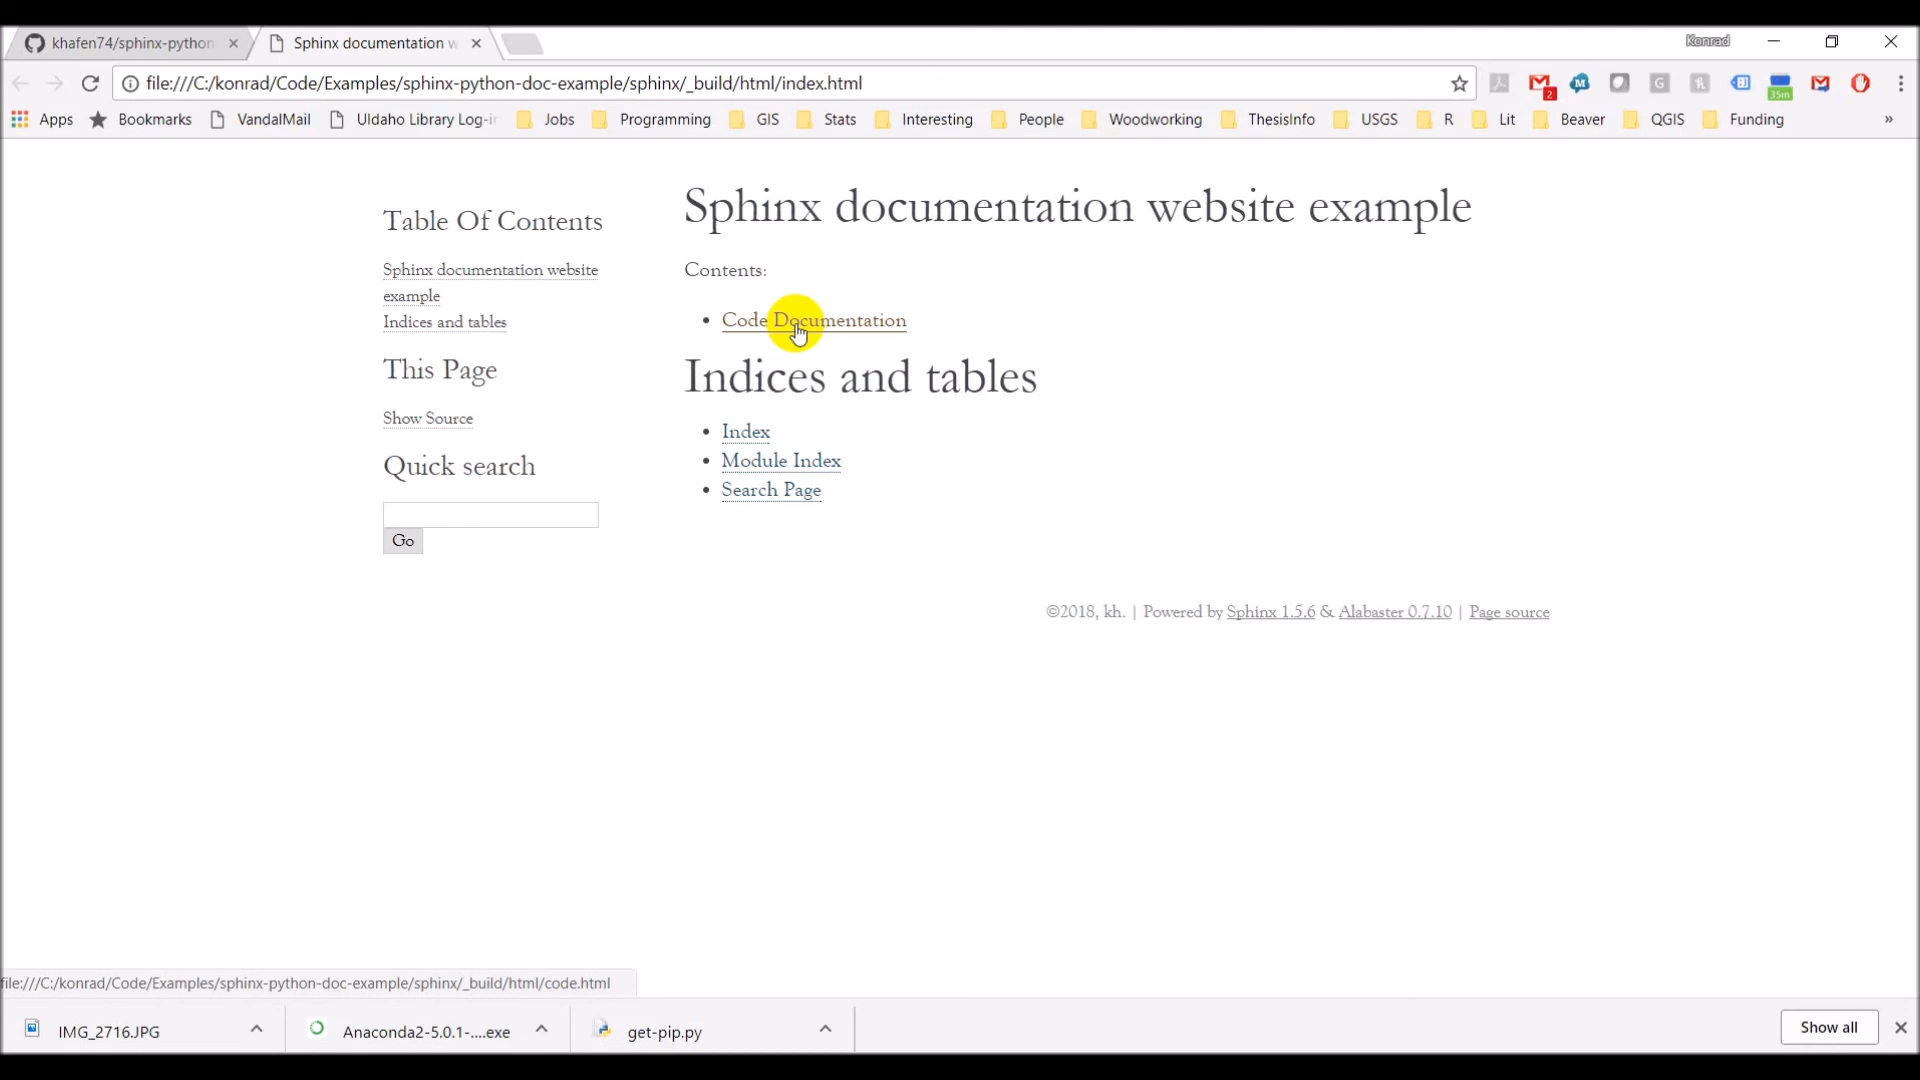 khafen74/sphinx-python
Sphinx documentation w
Konrad
file:///C:/konrad/Code/Examples/sphinx-python-doc-example/sphinx/_build/html/index.html
2
35m
Apps
Bookmarks
VandalMail
UIdaho Library Log-in
Jobs
Programming
GIS
Stats
Interesting
People
Woodworking
ThesisInfo
USGS
R
Lit
Beaver
QGIS
Funding
»
Table Of Contents
Sphinx documentation website
example
Indices and tables
This Page
Show Source
Quick search
Go
Sphinx documentation website example
Contents:
• Code Documentation
Indices and tables
• Index
• Module Index
• Search Page
©2018, kh. | Powered by Sphinx 1.5.6 & Alabaster 0.7.10 | Page source
file:///C:/konrad/Code/Examples/sphinx-python-doc-example/sphinx/_build/html/code.html
IMG_2716.JPG
Anaconda2-5.0.1-....exe
get-pip.py
Show all